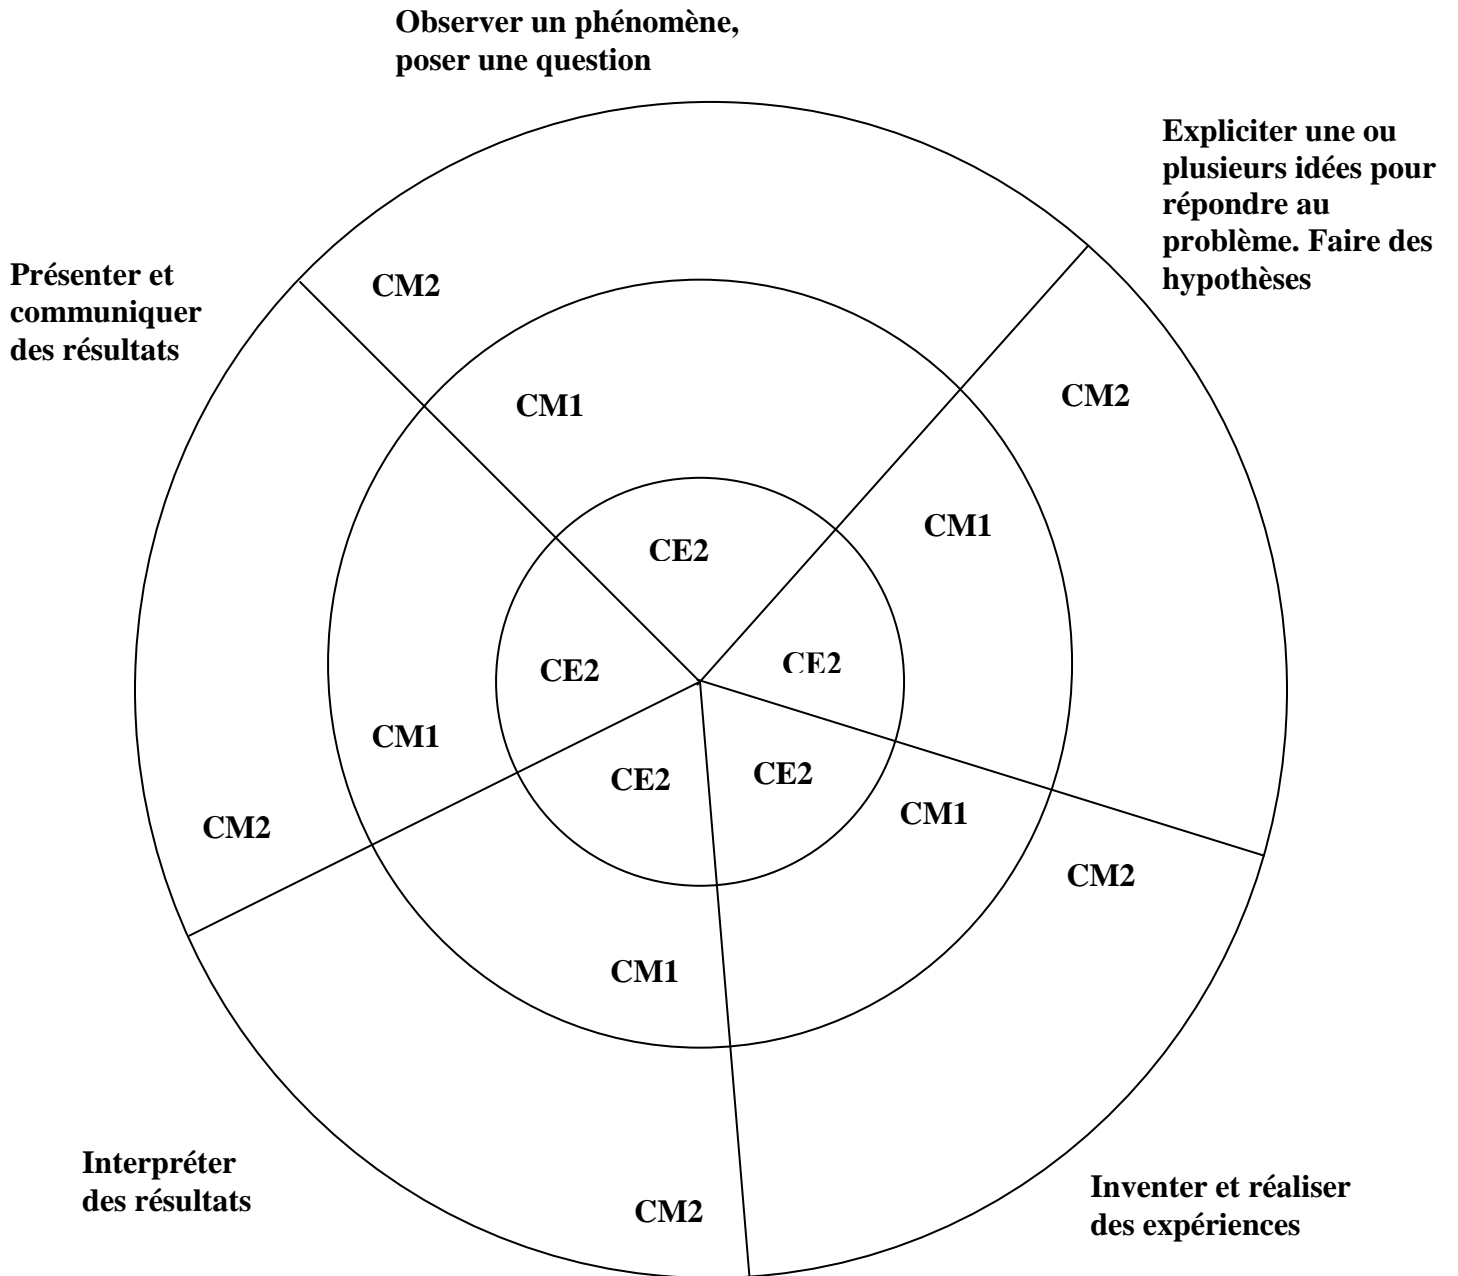 Observer un phénomène,
poser une question
Expliciter une ou
plusieurs idées pour
répondre au
problème. Faire des
hypothèses
Présenter et
communiquer
des résultats
CM2
CM1
CM2
CM1
CE2
CE2
CE2
CM1
CM2
CE2
CE2
CM1
CM2
CM1
CM2
Interpréter
des résultats
Inventer et réaliser
des expériences